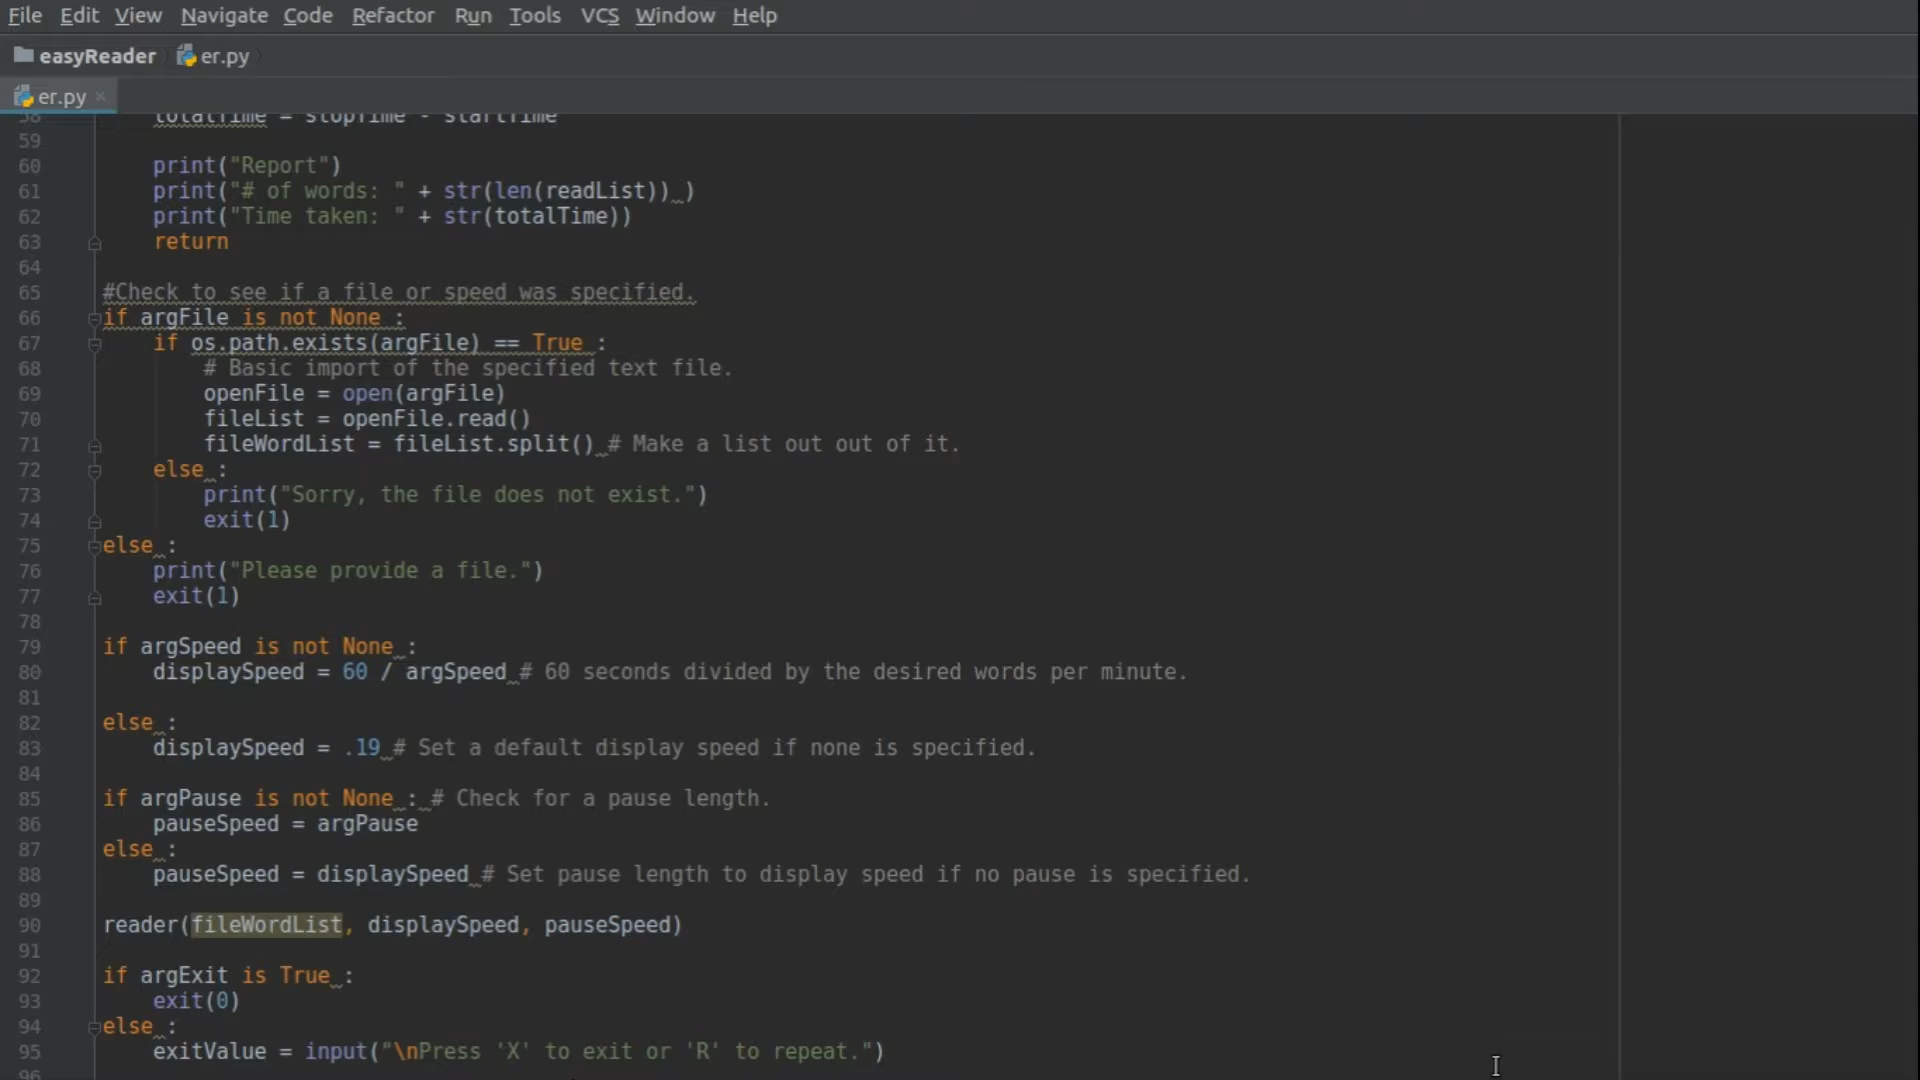 File Edit View Navigate Code Refactor Run Tools VCS Window Help
easyReader er.py
er.py ×
58 totalTime = stopTime - startTime
59
60 print("Report")
61 print("# of words: " + str(len(readList)) )
62 print("Time taken: " + str(totalTime))
63 return
64
65 #Check to see if a file or speed was specified.
66 if argFile is not None :
67 if os.path.exists(argFile) == True :
68 # Basic import of the specified text file.
69 openFile = open(argFile)
70 fileList = openFile.read()
71 fileWordList = fileList.split() # Make a list out out of it.
72 else :
73 print("Sorry, the file does not exist.")
74 exit(1)
75 else :
76 print("Please provide a file.")
77 exit(1)
78
79 if argSpeed is not None :
80 displaySpeed = 60 / argSpeed # 60 seconds divided by the desired words per minute.
81
82 else :
83 displaySpeed = .19 # Set a default display speed if none is specified.
84
85 if argPause is not None : # Check for a pause length.
86 pauseSpeed = argPause
87 else :
88 pauseSpeed = displaySpeed # Set pause length to display speed if no pause is specified.
89
90 reader(fileWordList, displaySpeed, pauseSpeed)
91
92 if argExit is True :
93 exit(0)
94 else :
95 exitValue = input("\nPress 'X' to exit or 'R' to repeat.")
96